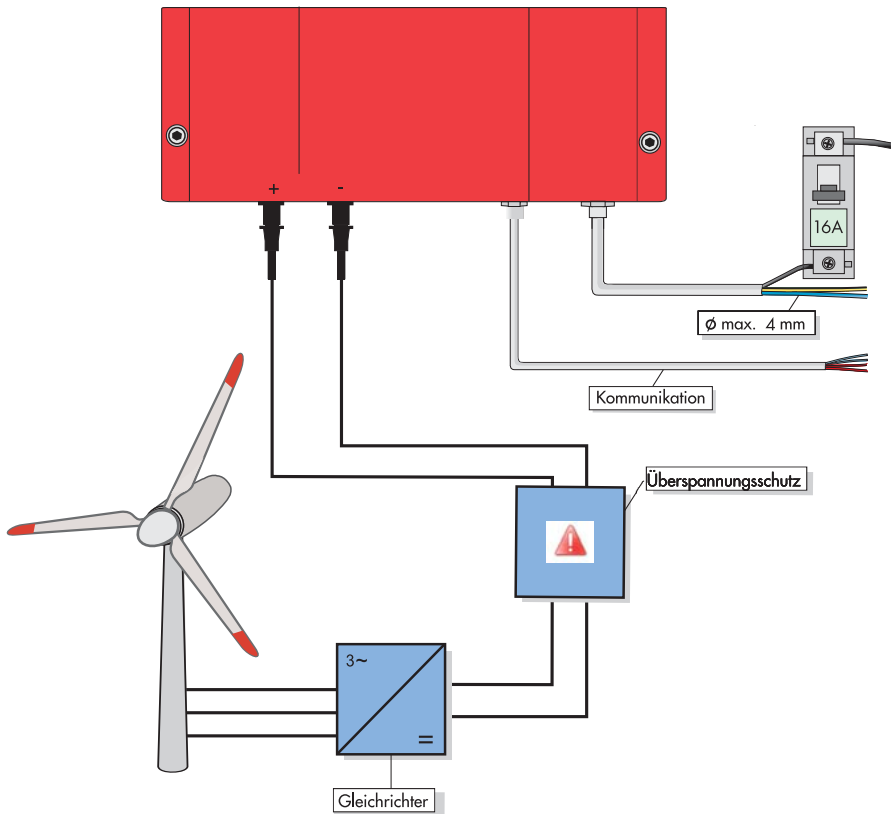 + -
16A
ø max. 4 mm
Kommunikation
Überspannungsschutz
3~
=
Gleichrichter